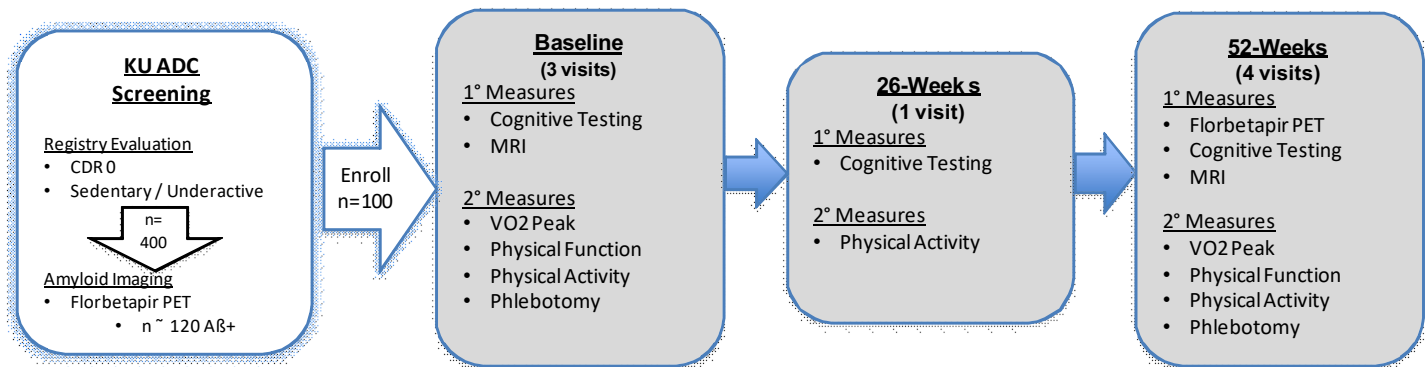 KU ADC
Screening
Registry Evaluation
• CDR 0
• Sedentary / Underactive
n=
400
Amyloid Imaging
• Florbetapir PET
• n ~ 120 Aß+
Enroll
n=100
Baseline
(3 visits)
1° Measures
• Cognitive Testing
• MRI
2° Measures
• VO2 Peak
• Physical Function
• Physical Activity
• Phlebotomy
26-Weeks
(1 visit)
1° Measures
• Cognitive Testing
2° Measures
• Physical Activity
52-Weeks
(4 visits)
1° Measures
• Florbetapir PET
• Cognitive Testing
• MRI
2° Measures
• VO2 Peak
• Physical Function
• Physical Activity
• Phlebotomy